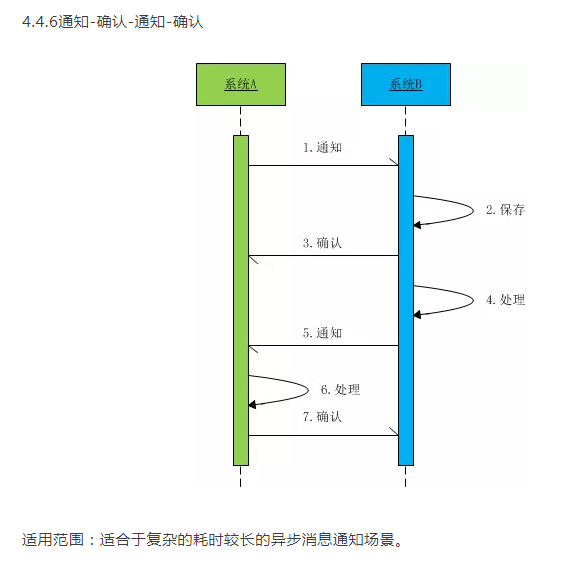 4.4.6通知-确认-通知-确认
系统A
系统B
1.通知
2.保存
3.确认
4.处理
5.通知
6.处理
7.确认
适用范围：适合于复杂的耗时较长的异步消息通知场景。